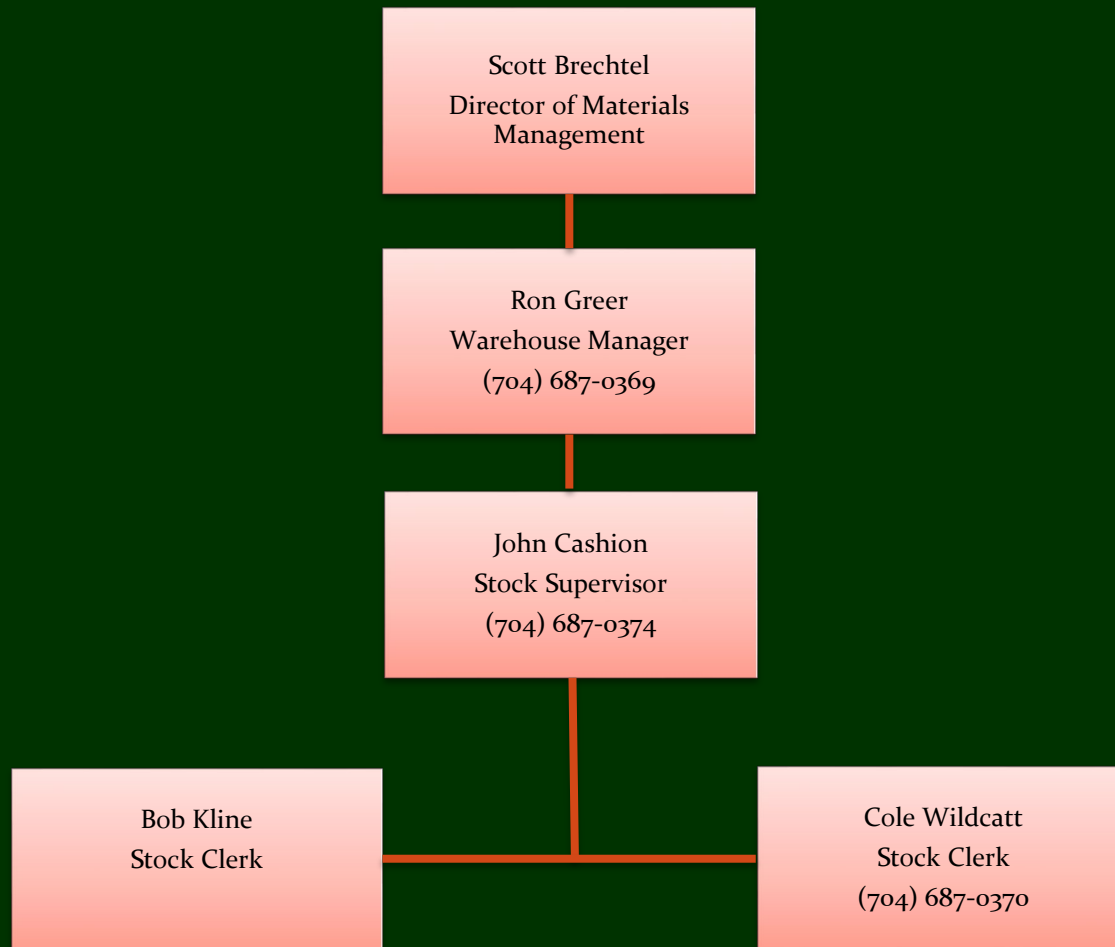 Scott Brechtel
Director of Materials
Management
Ron Greer
Warehouse Manager
(704) 687-0369
John Cashion
Stock Supervisor
(704) 687-0374
Bob Kline
Stock Clerk
Cole Wildcatt
Stock Clerk
(704) 687-0370